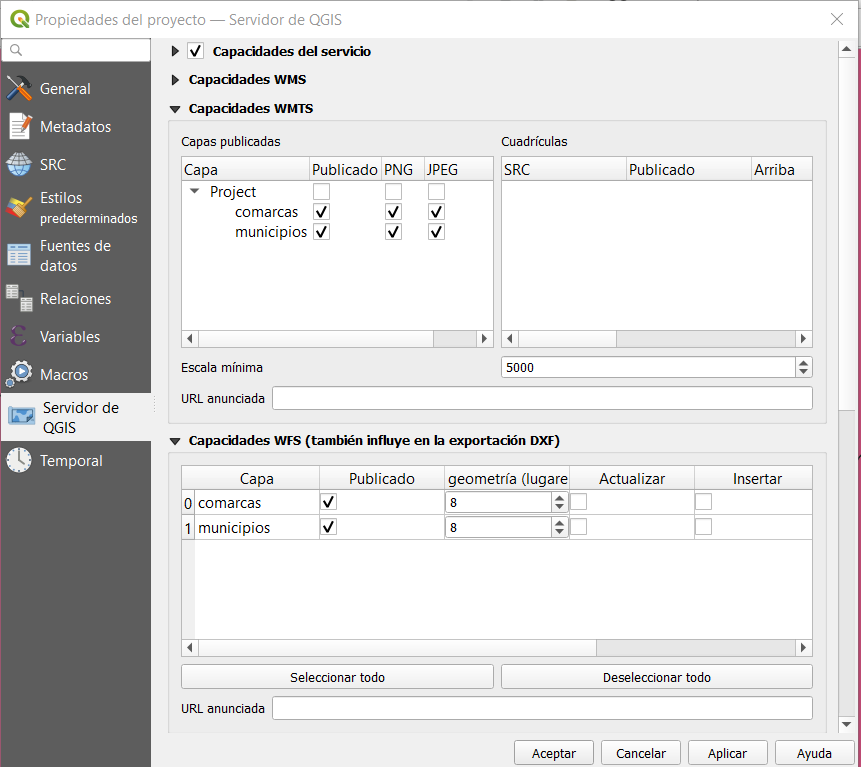 Propiedades del proyecto — Servidor de QGIS
General
Metadatos
SRC
Estilos
predeterminados
Fuentes de
datos
Relaciones
Variables
Macros
Servidor de
QGIS
Temporal
Capacidades del servicio
Capacidades WMS
Capacidades WMTS
Capas publicadas
Capa Publicado PNG JPEG
Project
comarcas
municipios
Cuadrículas
SRC Publicado Arriba
Escala mínima 5000
URL anunciada
Capacidades WFS (también influye en la exportación DXF)
Capa Publicado geometría (lugare Actualizar Insertar
0 comarcas 8
1 municipios 8
Seleccionar todo Deseleccionar todo
URL anunciada
Aceptar Cancelar Aplicar Ayuda